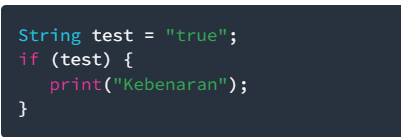 String test = "true";
if (test) {
   print("Kebenaran");
}